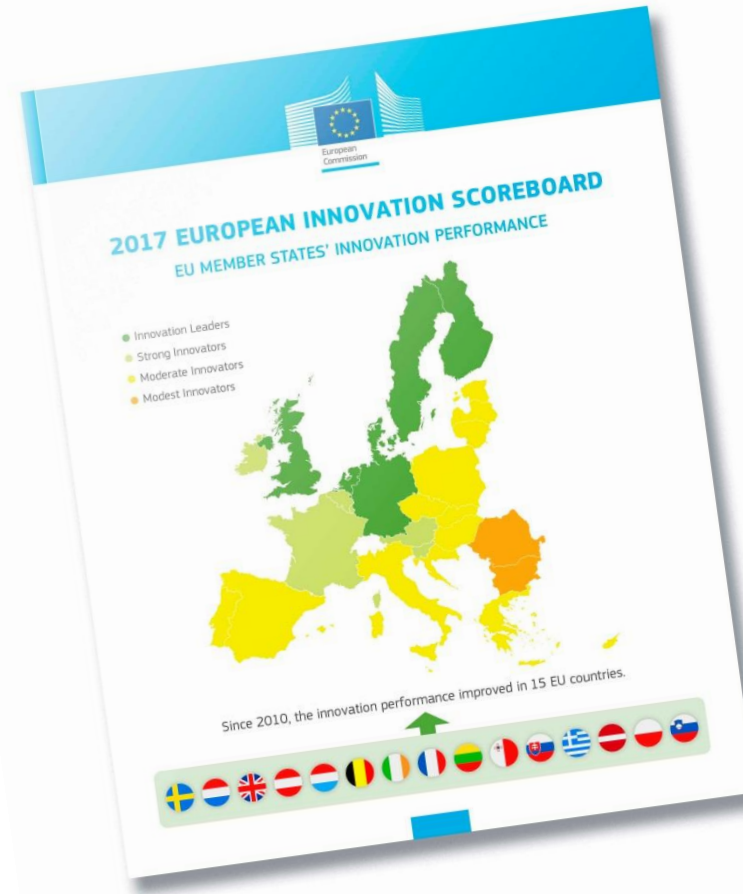 European
Commission
2017 EUROPEAN INNOVATION SCOREBOARD
EU MEMBER STATES' INNOVATION PERFORMANCE
Innovation Leaders
Strong Innovators
Moderate Innovators
Modest Innovators
Since 2010, the innovation performance improved in 15 EU countries.